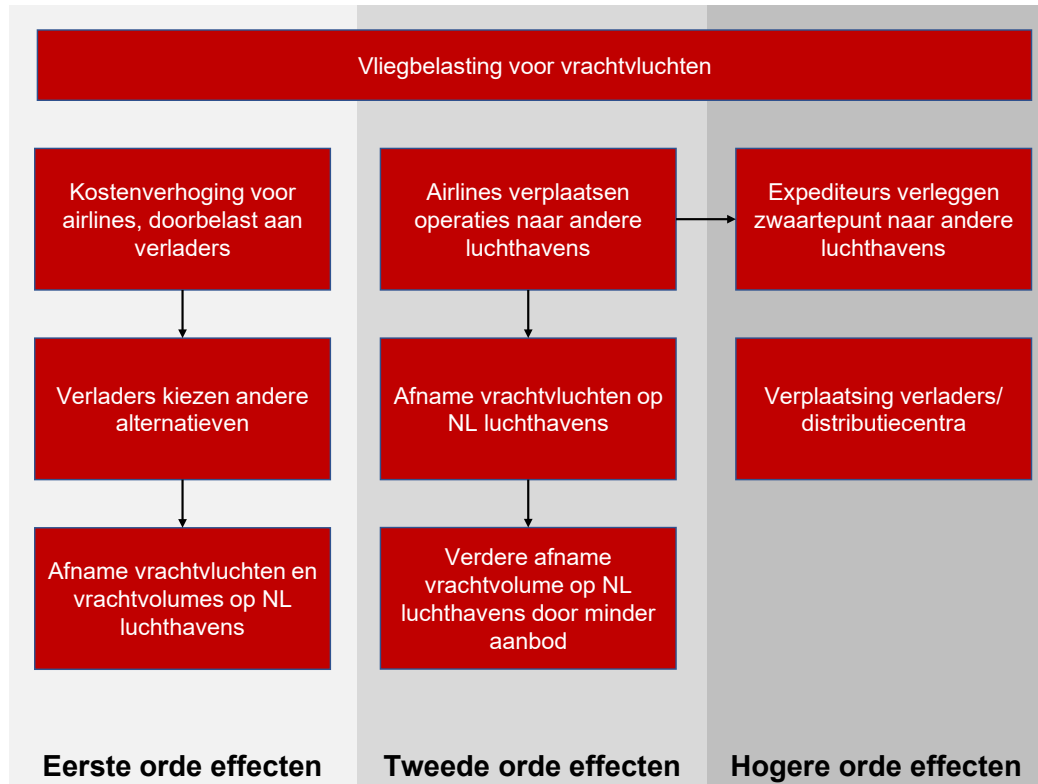 Vliegbelasting voor vrachtvluchten
Kostenverhoging voor
airlines, doorbelast aan
verladers
Verladers kiezen andere
alternatieven
Afname vrachtvluchten en
vrachtvolumes op NL
luchthavens
Eerste orde effecten
Airlines verplaatsen
operaties naar andere
luchthavens
Afname vrachtvluchten op
NL luchthavens
Verdere afname
vrachtvolume op NL
luchthavens door minder
aanbod
Tweede orde effecten
Expediteurs verleggen
zwaartepunt naar andere
luchthavens
Verplaatsing verladers/
distributiecentra
Hogere orde effecten